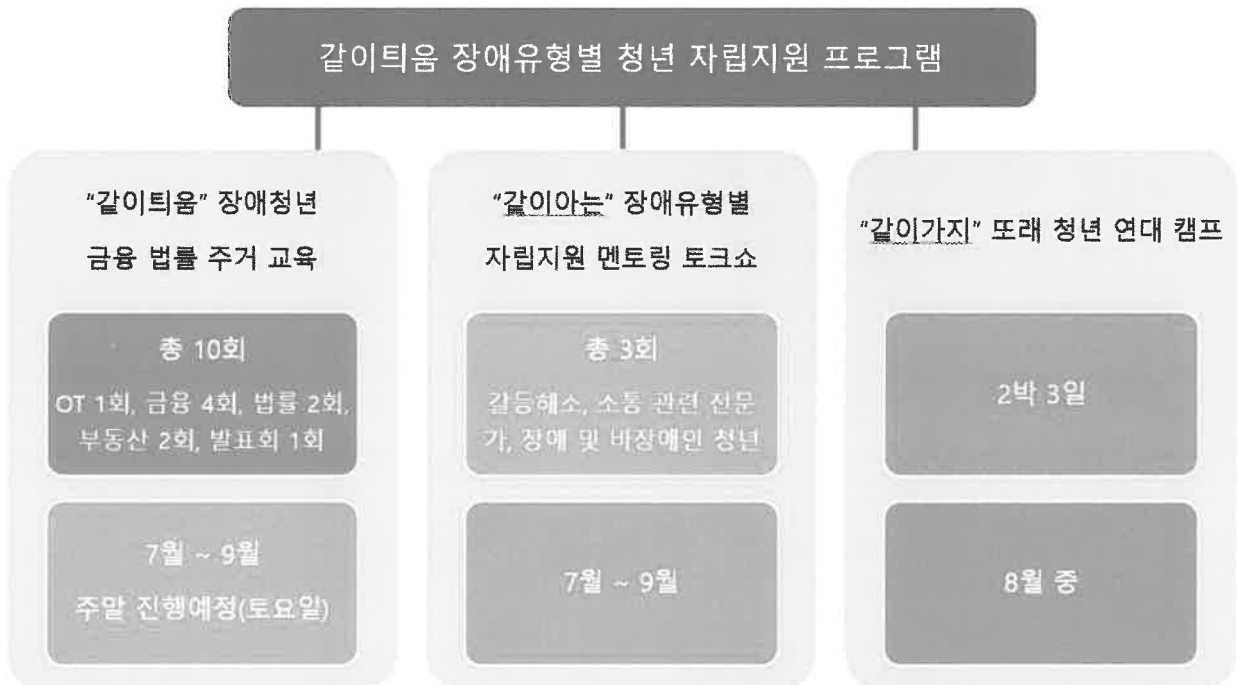 같이틔움 장애유형별 청년 자립지원 프로그램
"같이틔움" 장애청년
금융 법률 주거 교육
총 10회
OT 1회, 금융 4회, 법률 2회,
부동산 2회, 발표회 1회
7월 ~ 9월
주말 진행예정(토요일)
"같이아는" 장애유형별
자립지원 멘토링 토크쇼
총 3회
갈등해소, 소통 관련 전문
가, 장애 및 비장애인 청년
7월 ~ 9월
"같이가지" 또래 청년 연대 캠프
2박 3일
8월 중